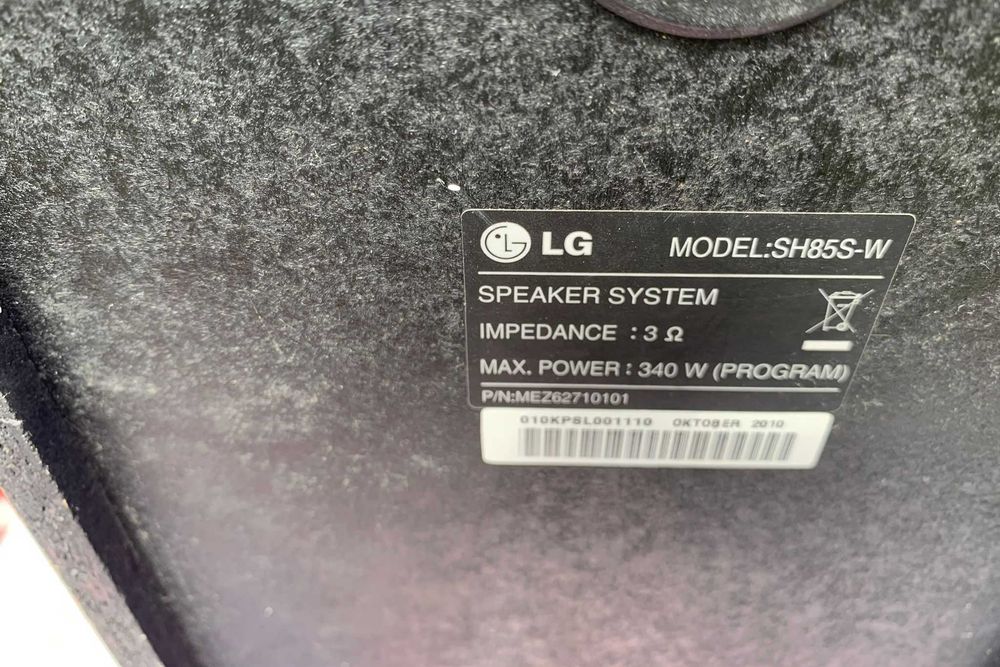 LG
MODEL:SH85S-W
SPEAKER SYSTEM
IMPEDANCE : 3 Ω
MAX. POWER : 340 W (PROGRAM)
P/N:MEZ62710101
010KPSL001110 OKTOBER 2010